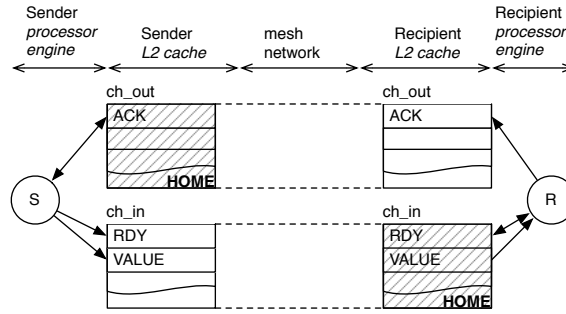 Sender
processor
engine
Sender
L2 cache
mesh
network
Recipient
L2 cache
Recipient
processor
engine
ch_out
ACK
HOME
ch_out
ACK
S
R
ch_in
RDY
VALUE
ch_in
RDY
VALUE
HOME